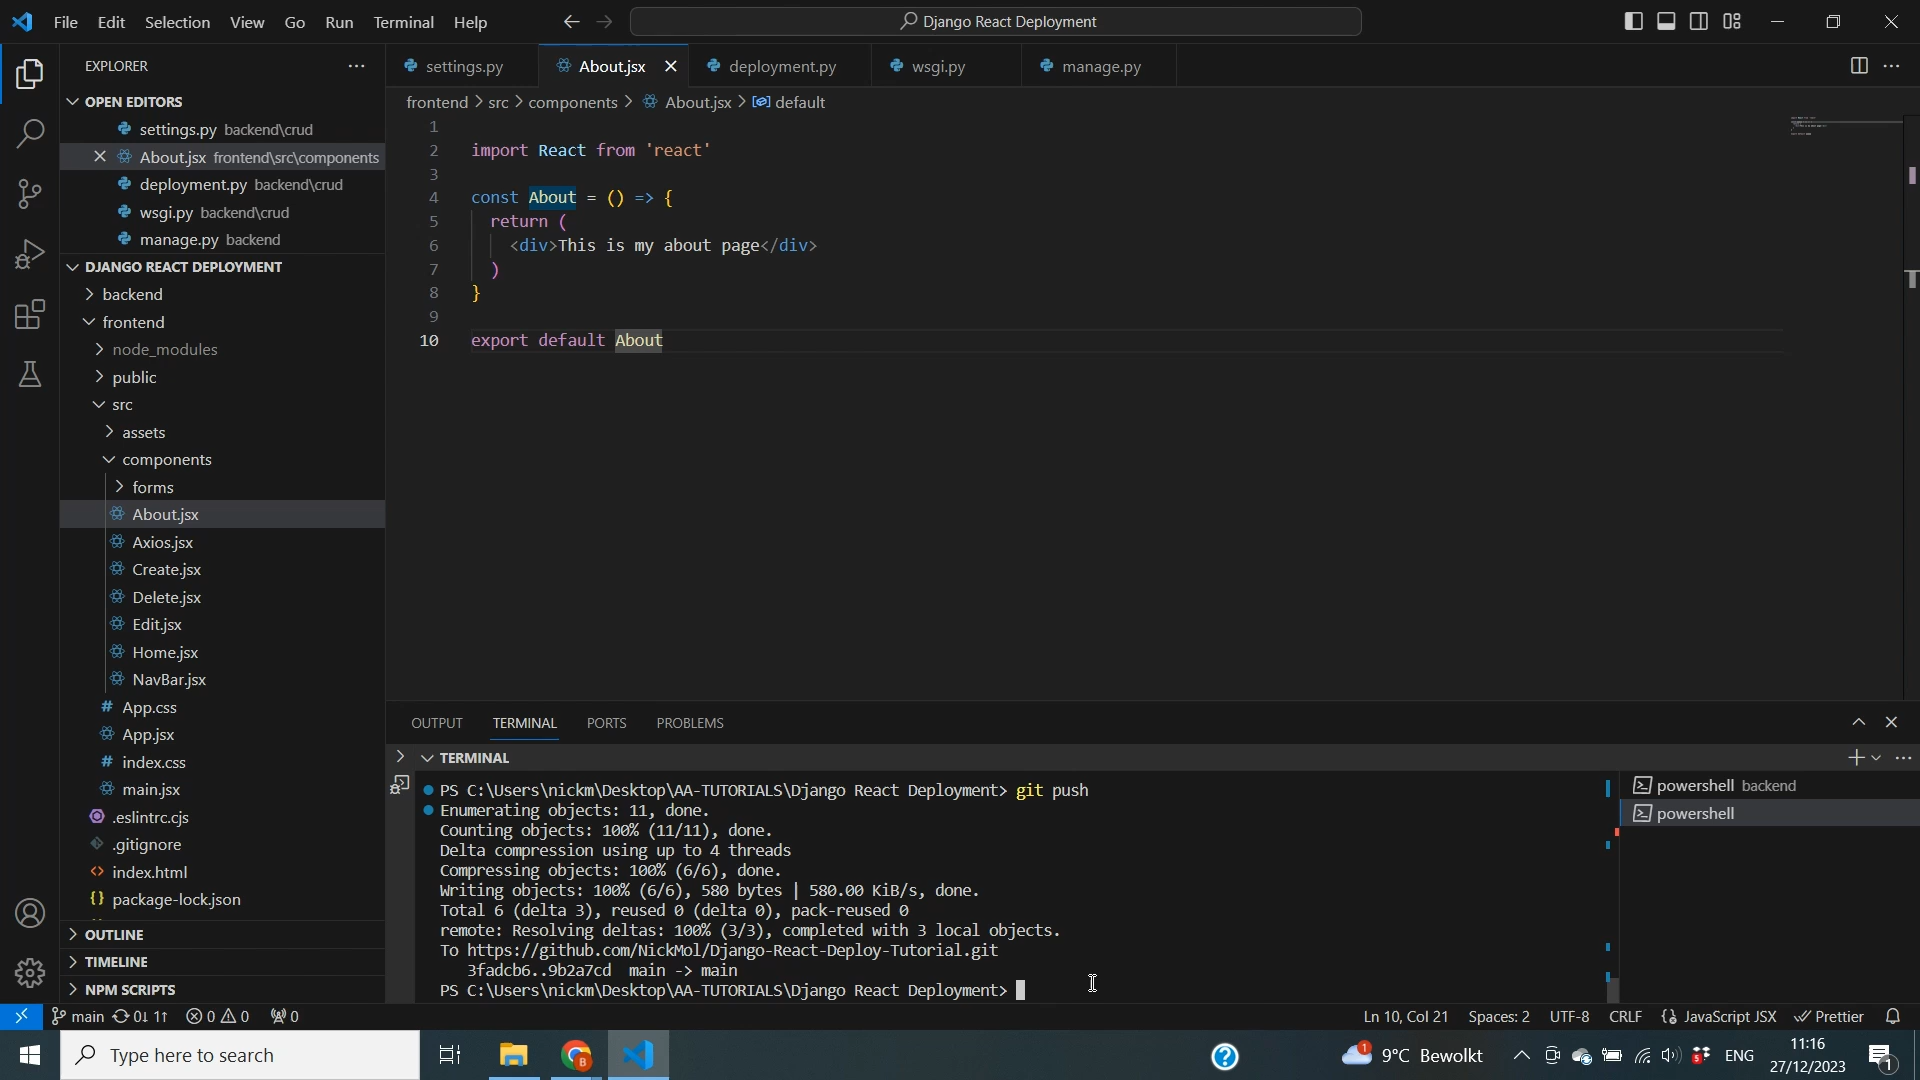 File Edit Selection View Go Run Terminal Help
Django React Deployment
EXPLORER
OPEN EDITORS
settings.py backend\crud
About.jsx frontend\src\components
deployment.py backend\crud
wsgi.py backend\crud
manage.py backend
DJANGO REACT DEPLOYMENT
backend
frontend
node_modules
public
src
assets
components
forms
About.jsx
Axios.jsx
Create.jsx
Delete.jsx
Edit.jsx
Home.jsx
NavBar.jsx
App.css
App.jsx
index.css
main.jsx
.eslintrc.cjs
.gitignore
index.html
package-lock.json
OUTLINE
TIMELINE
NPM SCRIPTS
settings.py About.jsx deployment.py wsgi.py manage.py
frontend > src > components > About.jsx > default
1
2 import React from 'react'
3
4 const About = () => {
5 return (
6 <div>This is my about page</div>
7 )
8 }
9
10 export default About
OUTPUT TERMINAL PORTS PROBLEMS
TERMINAL
PS C:\Users\nickm\Desktop\AA-TUTORIALS\Django React Deployment> git push
Enumerating objects: 11, done.
Counting objects: 100% (11/11), done.
Delta compression using up to 4 threads
Compressing objects: 100% (6/6), done.
Writing objects: 100% (6/6), 580 bytes | 580.00 KiB/s, done.
Total 6 (delta 3), reused 0 (delta 0), pack-reused 0
remote: Resolving deltas: 100% (3/3), completed with 3 local objects.
To https://github.com/NickMol/Django-React-Deploy-Tutorial.git
3fadcb6..9b2a7cd main -> main
PS C:\Users\nickm\Desktop\AA-TUTORIALS\Django React Deployment>
powershell backend
powershell
main 0↓ 1↑ 0 0 0
Ln 10, Col 21 Spaces: 2 UTF-8 CRLF JavaScript JSX Prettier
Type here to search
1 9°C Bewolkt
ENG
11:16
27/12/2023
1